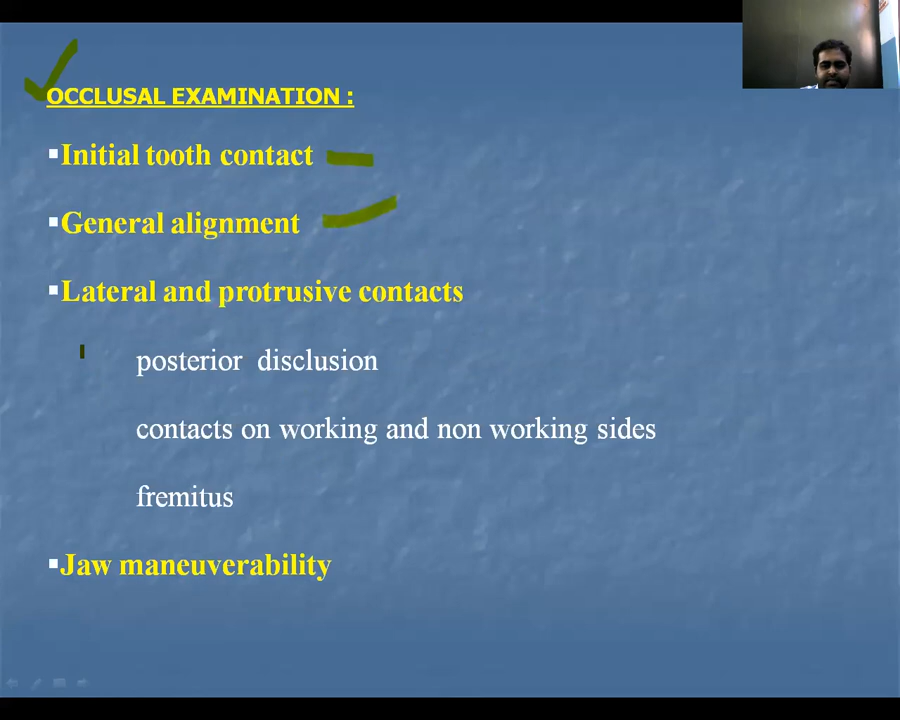 OCCLUSAL EXAMINATION :
Initial tooth contact
General alignment
Lateral and protrusive contacts
posterior disclusion
contacts on working and non working sides
fremitus
Jaw maneuverability